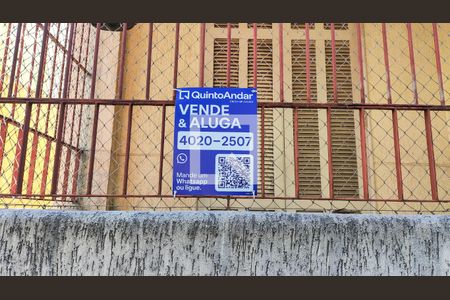 QuintoAndar
VENDE
& ALUGA
4020-2507
Mande um
Whatsapp
ou ligue.